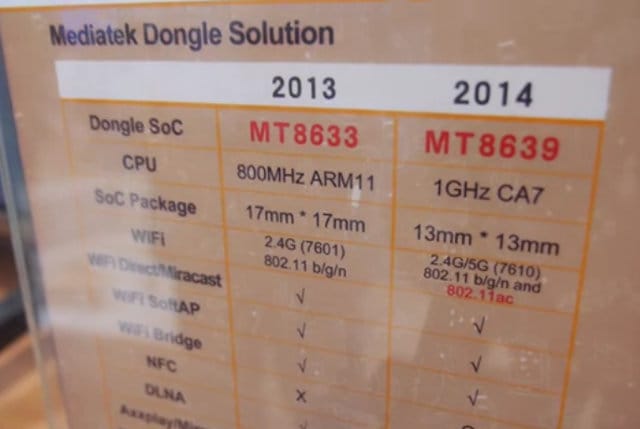 Mediatek Dongle Solution
2013 2014
Dongle SoC MT8633 MT8639
CPU 800MHz ARM11 1GHz CA7
SoC Package 17mm * 17mm 13mm * 13mm
WiFi 2.4G (7601) 2.4G/5G (7610)
802.11 b/g/n 802.11 b/g/n and
802.11ac
WiFi Direct/Miracast √ √
WiFi SoftAP √ √
WiFi Bridge √ √
NFC x
DLNA √